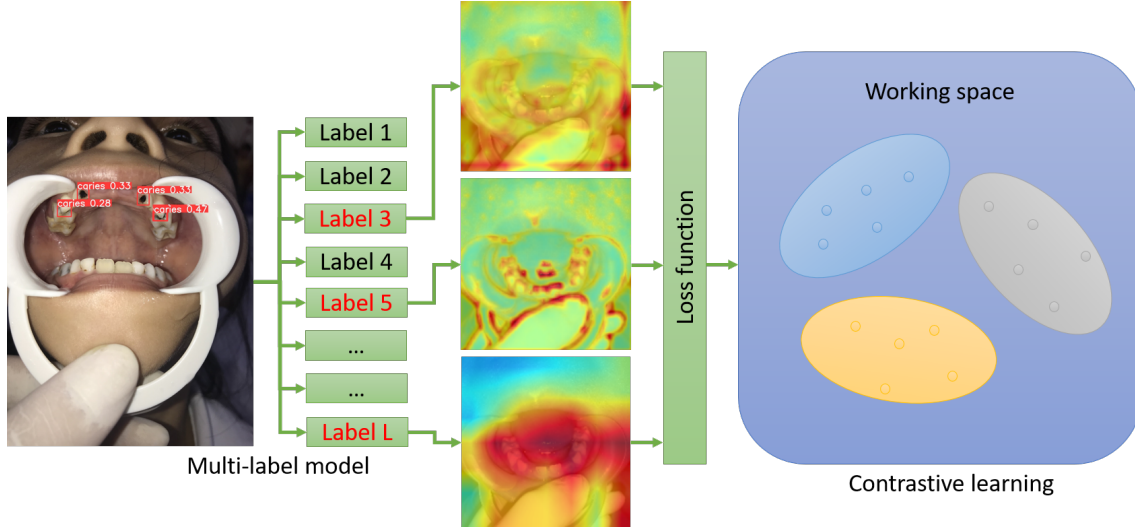 caries 0.33
caries 0.33
caries 0.28
caries 0.47
Label 1
Label 2
Label 3
Label 4
Label 5
...
...
Label L
Multi-label model
Loss function
Working space
Contrastive learning